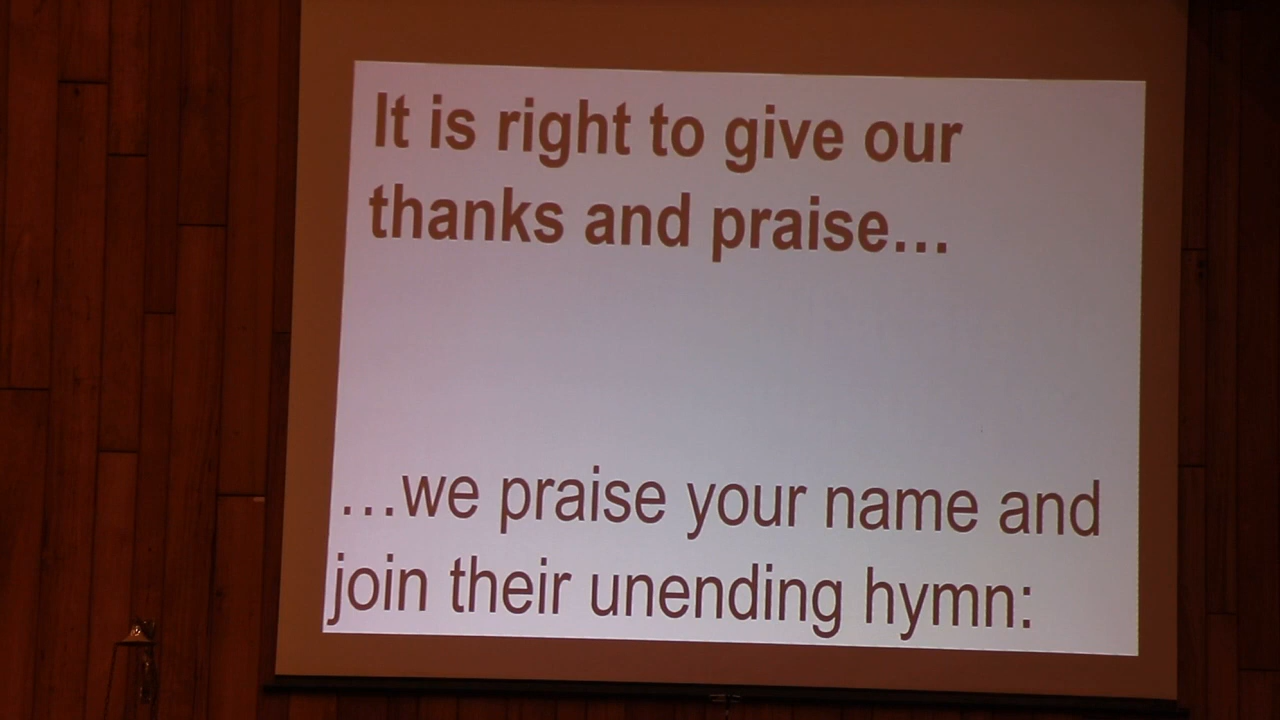 It is right to give our
thanks and praise…
…we praise your name and
join their unending hymn: